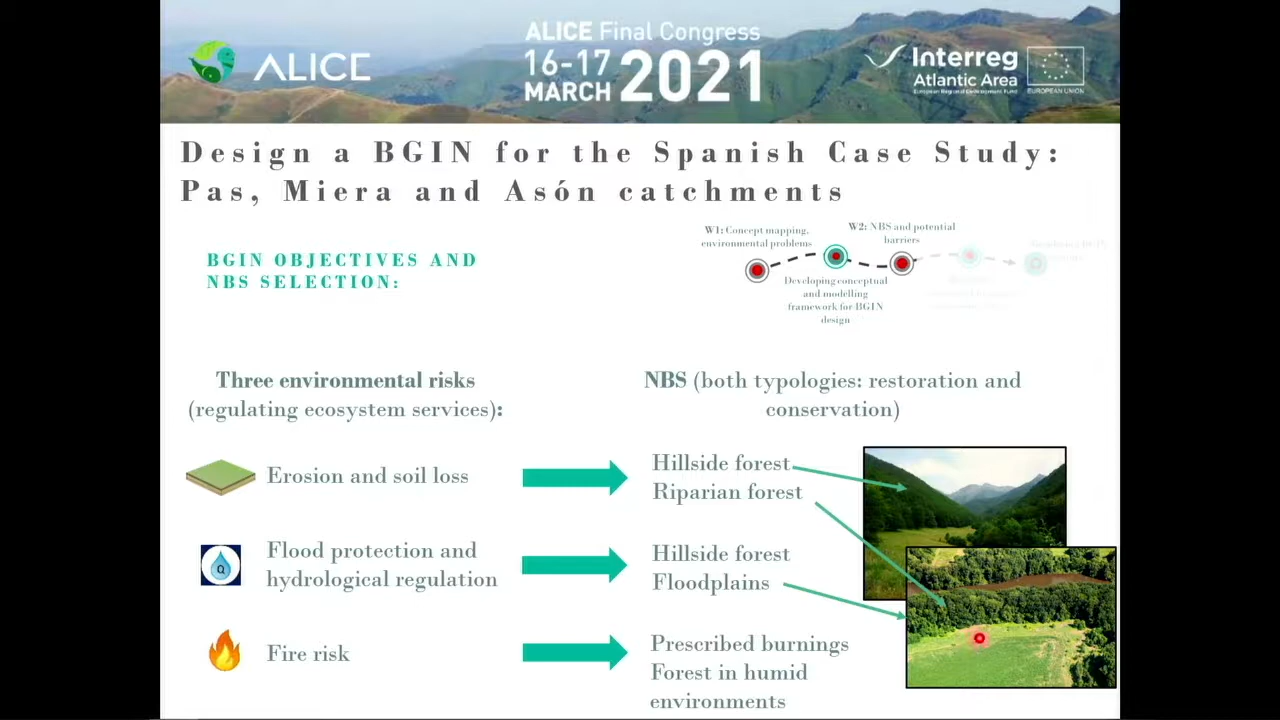 ALICE
ALICE Final Congress
16-17
MARCH 2021
Interreg
Atlantic Area
European Regional Development Fund
EUROPEAN UNION
Design a BGIN for the Spanish Case Study:
Pas, Miera and Asón catchments
BGIN OBJECTIVES AND
NBS SELECTION:
W1: Concept mapping,
environmental problems
W2: NBS and potential
barriers
Developing conceptual
and modelling
framework for BGIN
design
Three environmental risks
(regulating ecosystem services):
NBS (both typologies: restoration and
conservation)
Erosion and soil loss
Hillside forest
Riparian forest
Flood protection and
hydrological regulation
Q
Hillside forest
Floodplains
Fire risk
Prescribed burnings
Forest in humid
environments